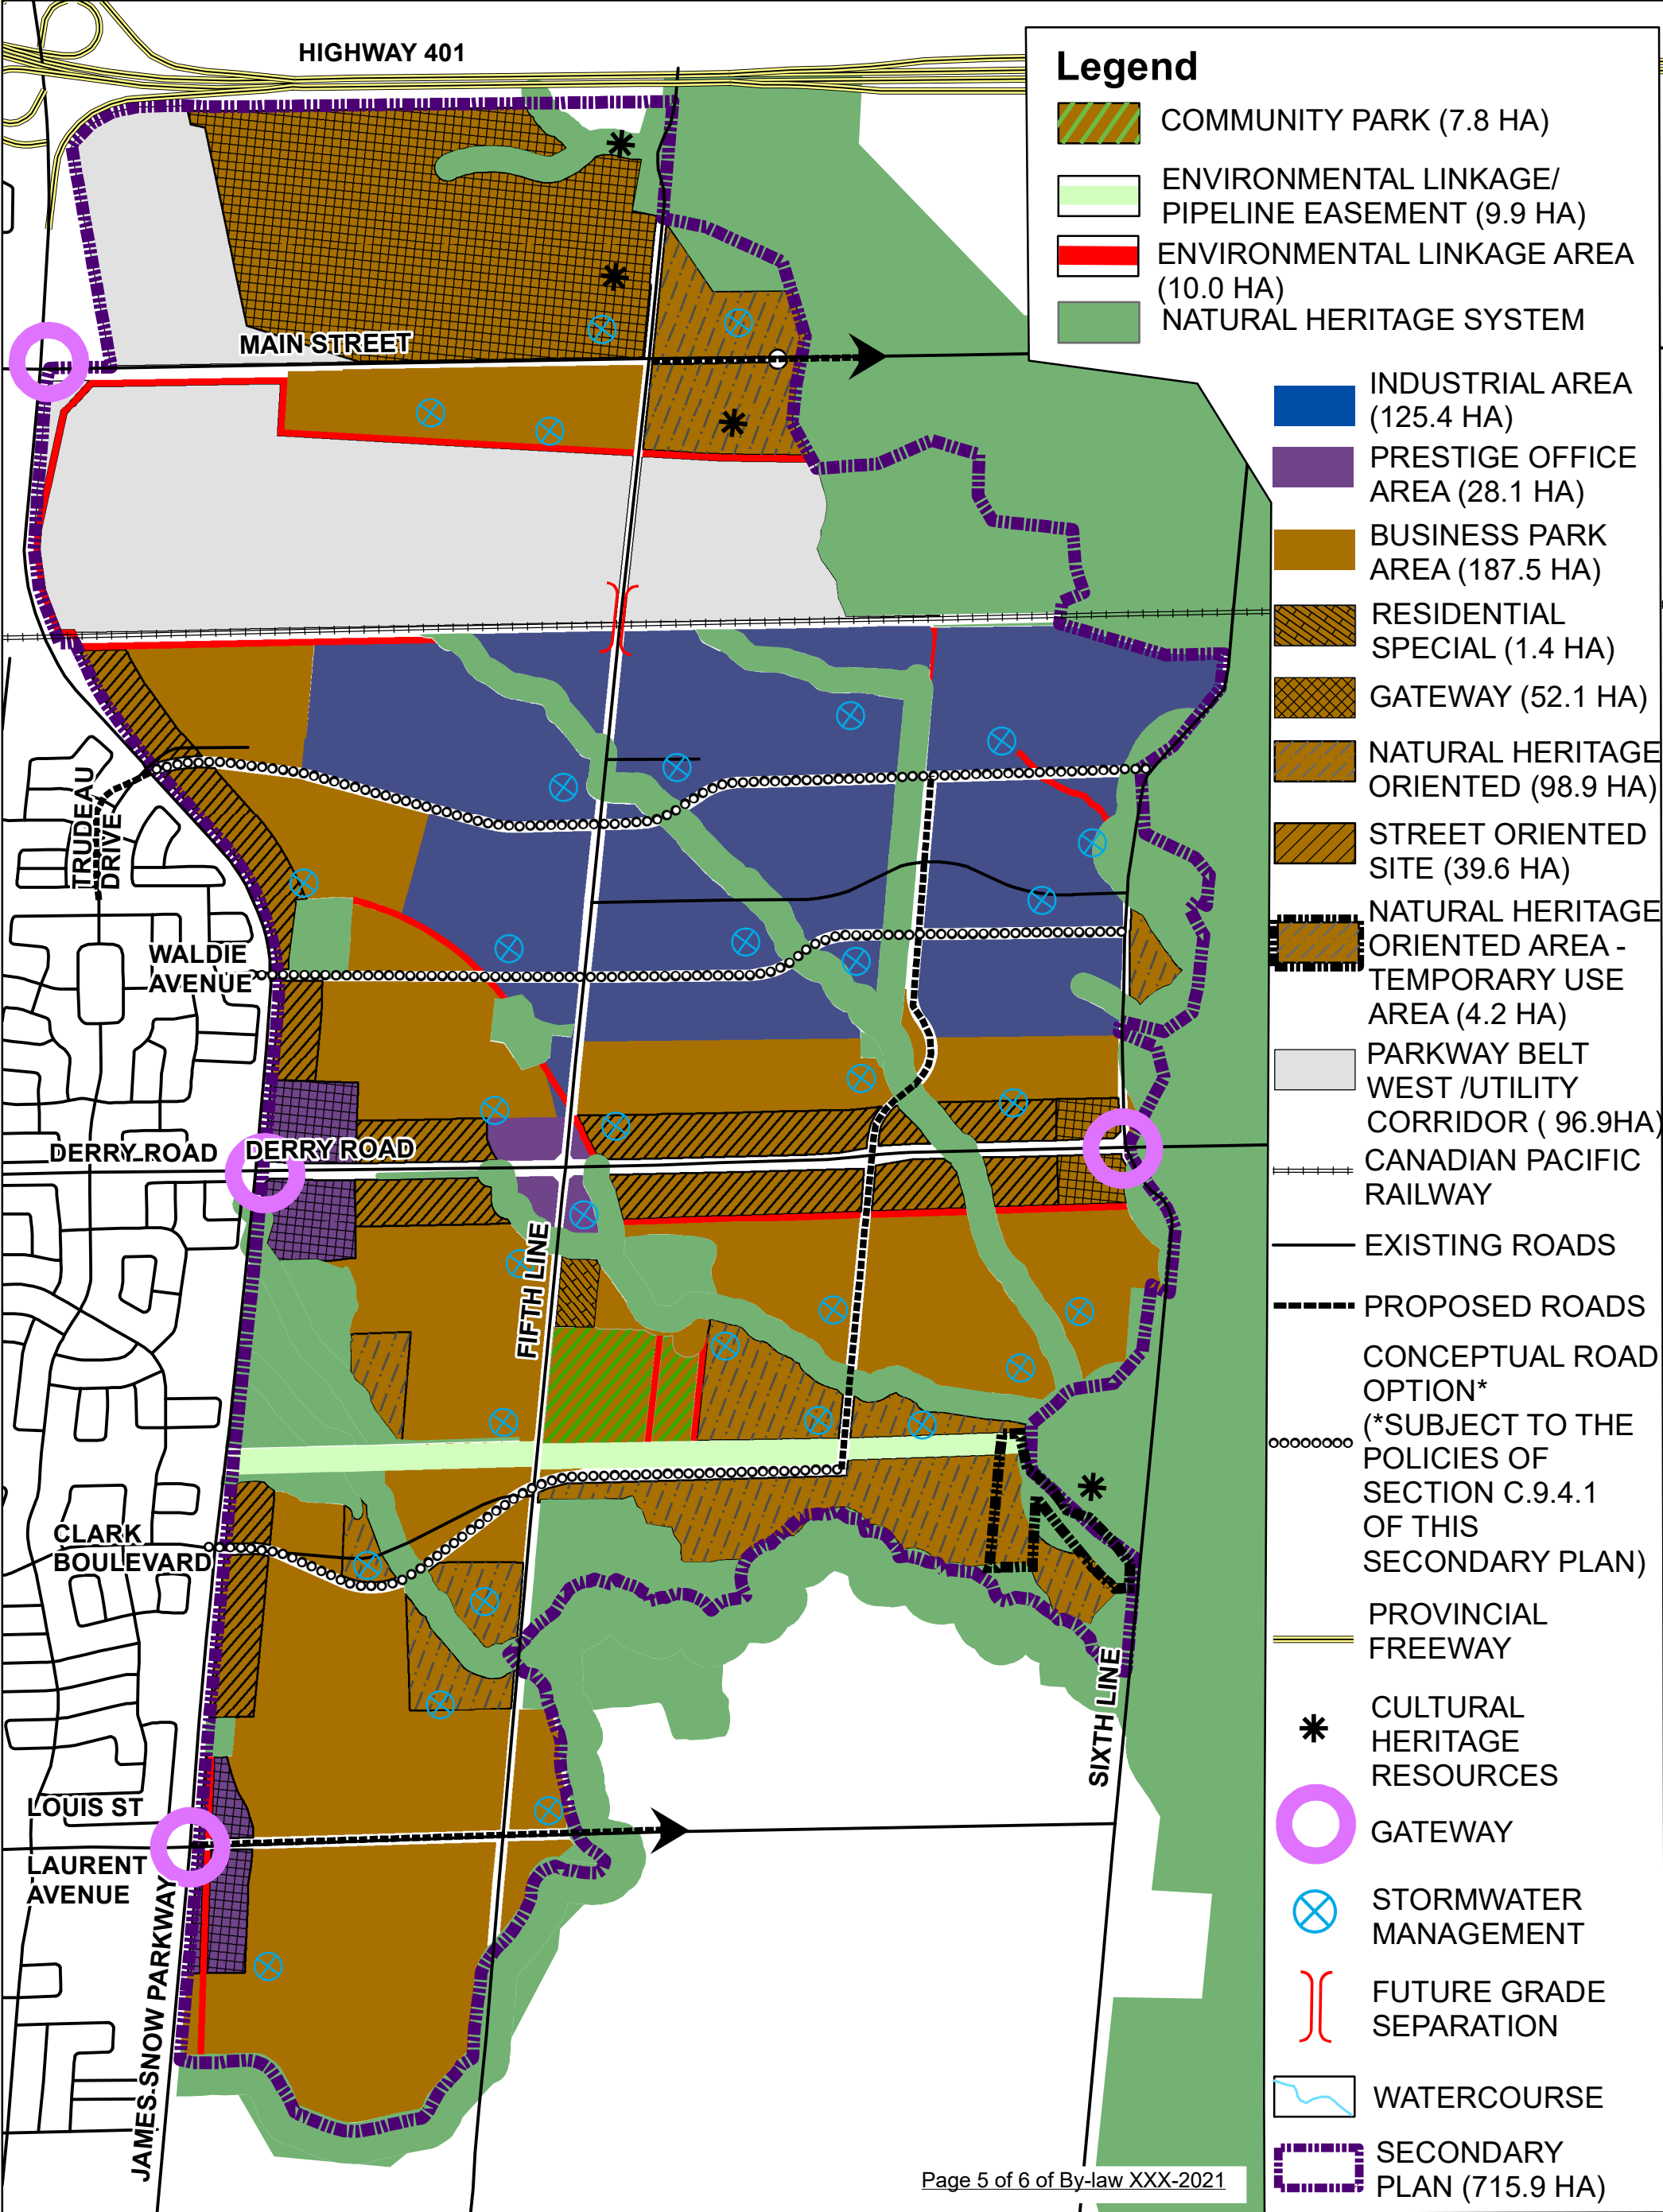 HIGHWAY 401
MAIN STREET
TRUDEAU
DRIVE
WALDIE
AVENUE
DERRY ROAD
DERRY ROAD
FIFTH LINE
CLARK
BOULEVARD
SIXTH LINE
LOUIS ST
LAURENT
AVENUE
JAMES SNOW PARKWAY
Page 5 of 6 of By-law XXX-2021
Legend
COMMUNITY PARK (7.8 HA)
ENVIRONMENTAL LINKAGE/
PIPELINE EASEMENT (9.9 HA)
ENVIRONMENTAL LINKAGE AREA
(10.0 HA)
NATURAL HERITAGE SYSTEM
INDUSTRIAL AREA
(125.4 HA)
PRESTIGE OFFICE
AREA (28.1 HA)
BUSINESS PARK
AREA (187.5 HA)
RESIDENTIAL
SPECIAL (1.4 HA)
GATEWAY (52.1 HA)
NATURAL HERITAGE
ORIENTED (98.9 HA)
STREET ORIENTED
SITE (39.6 HA)
NATURAL HERITAGE
ORIENTED AREA -
TEMPORARY USE
AREA (4.2 HA)
PARKWAY BELT
WEST /UTILITY
CORRIDOR ( 96.9HA)
CANADIAN PACIFIC
RAILWAY
EXISTING ROADS
PROPOSED ROADS
CONCEPTUAL ROAD
OPTION*
(*SUBJECT TO THE
POLICIES OF
SECTION C.9.4.1
OF THIS
SECONDARY PLAN)
PROVINCIAL
FREEWAY
CULTURAL
HERITAGE
RESOURCES
GATEWAY
STORMWATER
MANAGEMENT
FUTURE GRADE
SEPARATION
WATERCOURSE
SECONDARY
PLAN (715.9 HA)